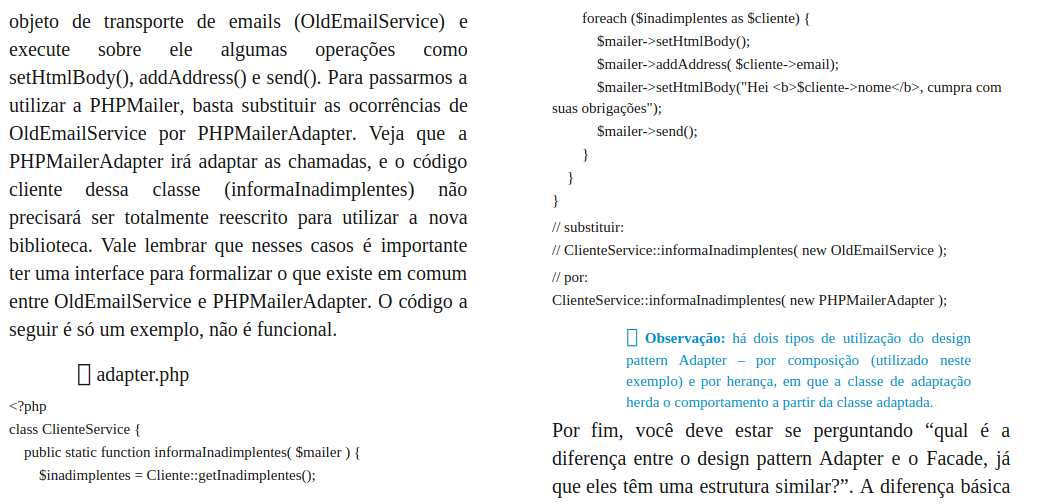 objeto de transporte de emails (OldEmailService) e
execute sobre ele algumas operações como
setHtmlBody(), addAddress() e send(). Para passarmos a
utilizar a PHPMailer, basta substituir as ocorrências de
OldEmailService por PHPMailerAdapter. Veja que a
PHPMailerAdapter irá adaptar as chamadas, e o código
cliente dessa classe (informaInadimplentes) não
precisará ser totalmente reescrito para utilizar a nova
biblioteca. Vale lembrar que nesses casos é importante
ter uma interface para formalizar o que existe em comum
entre OldEmailService e PHPMailerAdapter. O código a
seguir é só um exemplo, não é funcional.
adapter.php
<?php
class ClienteService {
public static function informaInadimplentes( $mailer ) {
$inadimplentes = Cliente::getInadimplentes();
foreach ($inadimplentes as $cliente) {
$mailer->setHtmlBody();
$mailer->addAddress( $cliente->email);
$mailer->setHtmlBody("Hei <b>$cliente->nome</b>, cumpra com
suas obrigações");
$mailer->send();
}
}
}
// substituir:
// ClienteService::informaInadimplentes( new OldEmailService );
// por:
ClienteService::informaInadimplentes( new PHPMailerAdapter );
Observação: há dois tipos de utilização do design
pattern Adapter – por composição (utilizado neste
exemplo) e por herança, em que a classe de adaptação
herda o comportamento a partir da classe adaptada.
Por fim, você deve estar se perguntando “qual é a
diferença entre o design pattern Adapter e o Facade, já
que eles têm uma estrutura similar?”. A diferença básica